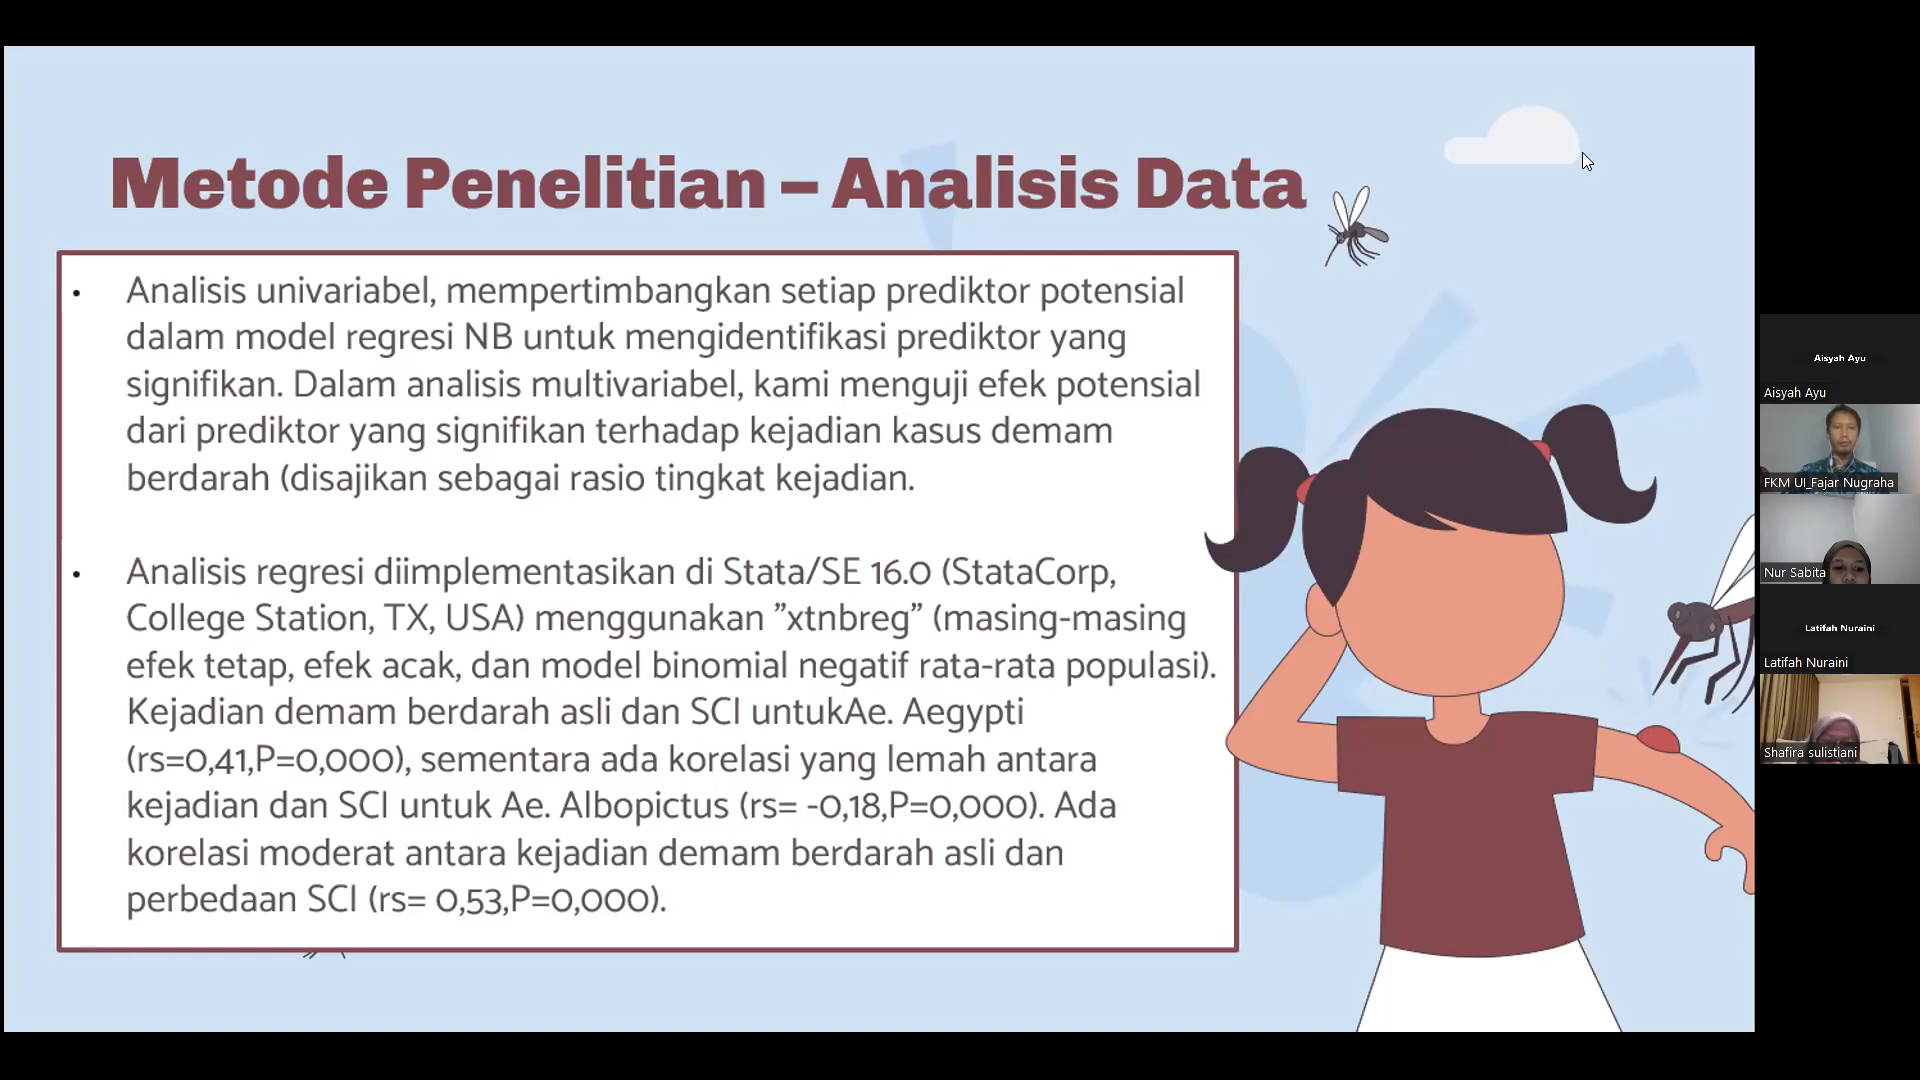 Metode Penelitian – Analisis Data
• Analisis univariabel, mempertimbangkan setiap prediktor potensial
dalam model regresi NB untuk mengidentifikasi prediktor yang
signifikan. Dalam analisis multivariabel, kami menguji efek potensial
dari prediktor yang signifikan terhadap kejadian kasus demam
berdarah (disajikan sebagai rasio tingkat kejadian.
• Analisis regresi diimplementasikan di Stata/SE 16.0 (StataCorp,
College Station, TX, USA) menggunakan ”xtnbreg” (masing-masing
efek tetap, efek acak, dan model binomial negatif rata-rata populasi).
Kejadian demam berdarah asli dan SCI untukAe. Aegypti
(rs=0,41,P=0,000), sementara ada korelasi yang lemah antara
kejadian dan SCI untuk Ae. Albopictus (rs= -0,18,P=0,000). Ada
korelasi moderat antara kejadian demam berdarah asli dan
perbedaan SCI (rs= 0,53,P=0,000).
Aisyah Ayu
Aisyah Ayu
FKM UI_Fajar Nugraha
Nur Sabita
Latifah Nuraini
Latifah Nuraini
Shafira sulistiani